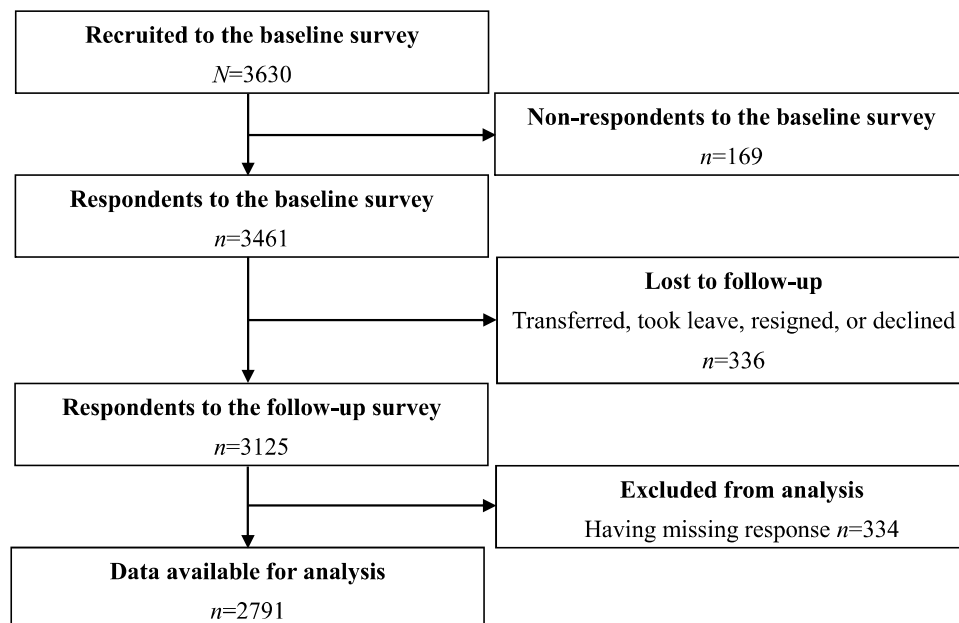 Recruited to the baseline survey
N=3630
Non-respondents to the baseline survey
n=169
Respondents to the baseline survey
n=3461
Lost to follow-up
Transferred, took leave, resigned, or declined
n=336
Respondents to the follow-up survey
n=3125
Excluded from analysis
Having missing response n=334
Data available for analysis
n=2791